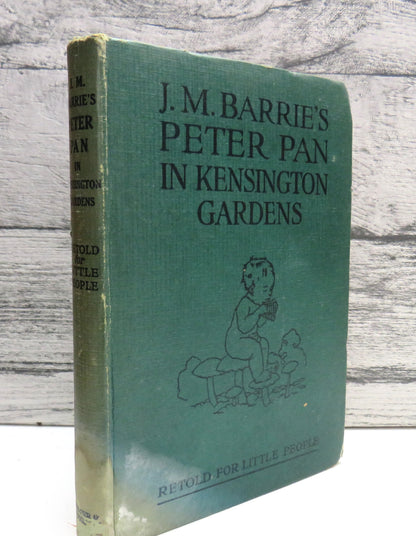 J. M.
BARRIE'S
PETER
PAN
IN
KENSINGTON
GARDENS
RETOLD
for
LITTLE
PEOPLE
J. M. BARRIE'S
PETER PAN
IN KENSINGTON
GARDENS
RETOLD FOR LITTLE PEOPLE